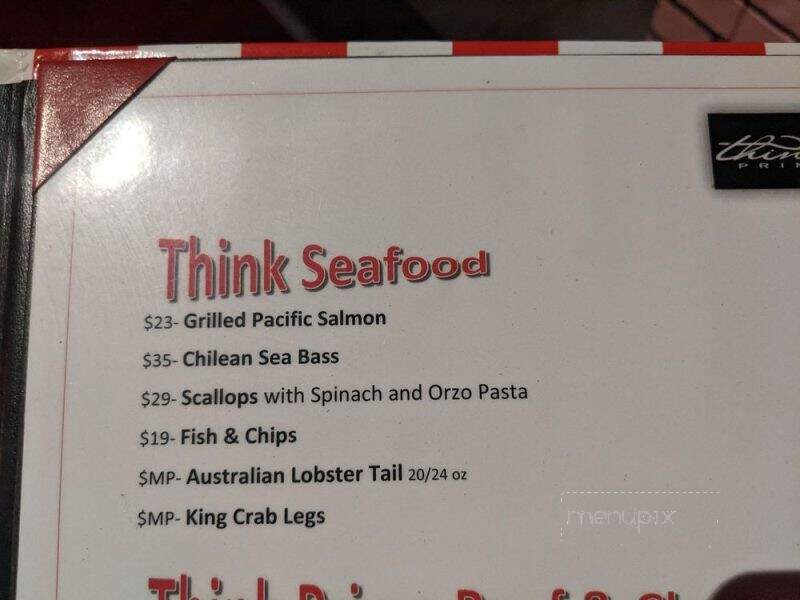 Think Seafood
$23- Grilled Pacific Salmon
$35- Chilean Sea Bass
$29- Scallops with Spinach and Orzo Pasta
$19- Fish & Chips
$MP- Australian Lobster Tail 20/24 oz
$MP- King Crab Legs
menupix
Think